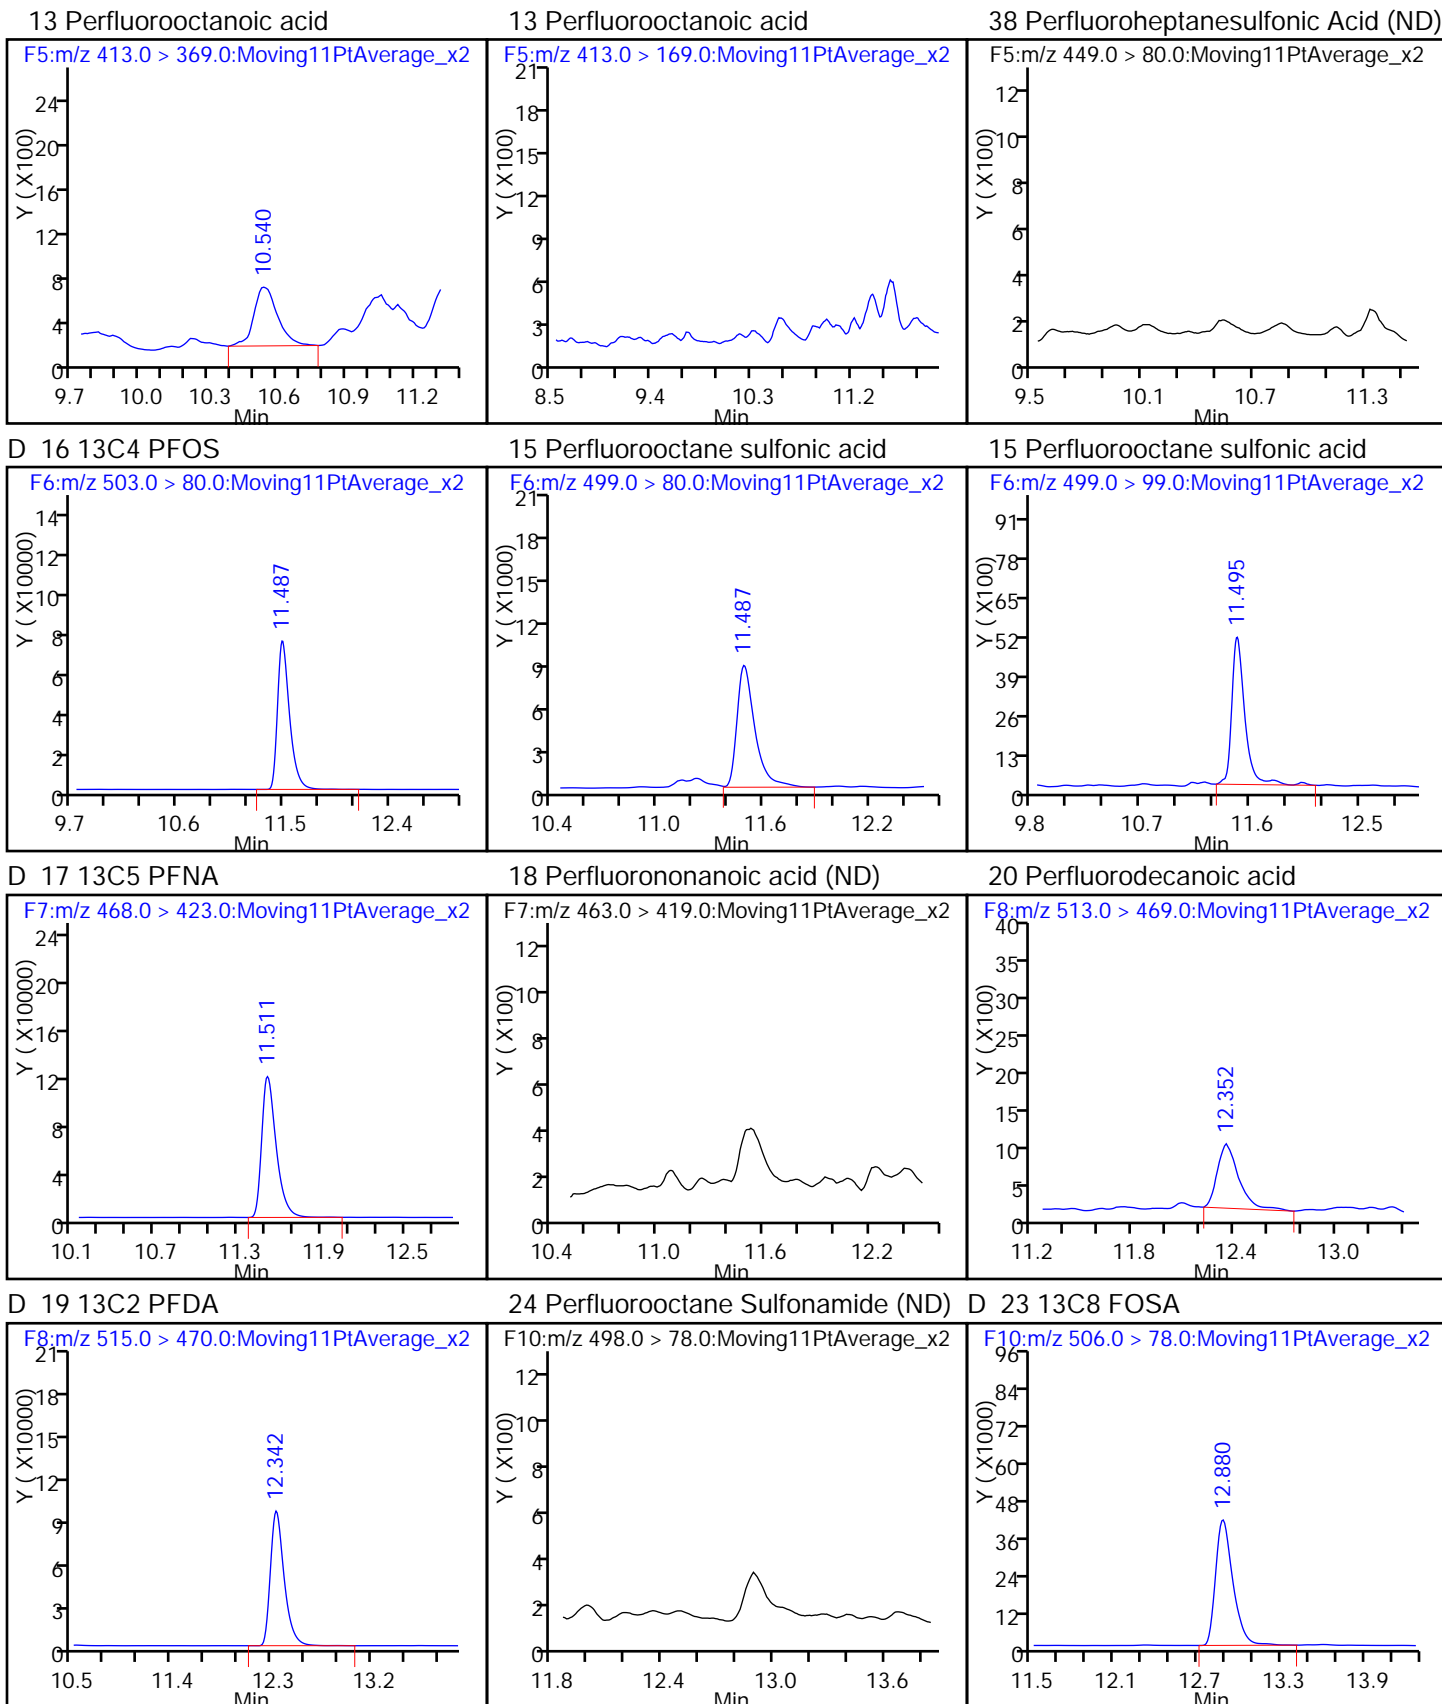 13 Perfluorooctanoic acid
F5:m/z 413.0 > 369.0:Moving11PtAverage_x2
Y ( X100)
24
20
16
12
8
4
0
10.540
9.7 10.0 10.3 10.6 10.9 11.2
Min
13 Perfluorooctanoic acid
F5:m/z 413.0 > 169.0:Moving11PtAverage_x2
Y ( X100)
21
18
15
12
9
6
3
0
8.5 9.4 10.3 11.2
Min
38 Perfluoroheptanesulfonic Acid (ND)
F5:m/z 449.0 > 80.0:Moving11PtAverage_x2
Y ( X100)
12
10
8
6
4
2
0
9.5 10.1 10.7 11.3
Min
D 16 13C4 PFOS
F6:m/z 503.0 > 80.0:Moving11PtAverage_x2
Y ( X10000)
14
12
10
8
6
4
2
0
11.487
9.7 10.6 11.5 12.4
Min
15 Perfluorooctane sulfonic acid
F6:m/z 499.0 > 80.0:Moving11PtAverage_x2
Y ( X1000)
21
18
15
12
9
6
3
0
11.487
10.4 11.0 11.6 12.2
Min
15 Perfluorooctane sulfonic acid
F6:m/z 499.0 > 99.0:Moving11PtAverage_x2
Y ( X100)
91
78
65
52
39
26
13
0
11.495
9.8 10.7 11.6 12.5
Min
D 17 13C5 PFNA
F7:m/z 468.0 > 423.0:Moving11PtAverage_x2
Y ( X10000)
24
20
16
12
8
4
0
11.511
10.1 10.7 11.3 11.9 12.5
Min
18 Perfluorononanoic acid (ND)
F7:m/z 463.0 > 419.0:Moving11PtAverage_x2
Y ( X100)
12
10
8
6
4
2
0
10.4 11.0 11.6 12.2
Min
20 Perfluorodecanoic acid
F8:m/z 513.0 > 469.0:Moving11PtAverage_x2
Y ( X100)
40
35
30
25
20
15
10
5
0
12.352
11.2 11.8 12.4 13.0
Min
D 19 13C2 PFDA
F8:m/z 515.0 > 470.0:Moving11PtAverage_x2
Y ( X10000)
21
18
15
12
9
6
3
0
12.342
10.5 11.4 12.3 13.2
Min
24 Perfluorooctane Sulfonamide (ND)
F10:m/z 498.0 > 78.0:Moving11PtAverage_x2
Y ( X100)
12
10
8
6
4
2
0
11.8 12.4 13.0 13.6
Min
D 23 13C8 FOSA
F10:m/z 506.0 > 78.0:Moving11PtAverage_x2
Y ( X1000)
96
84
72
60
48
36
24
12
0
12.880
11.5 12.1 12.7 13.3 13.9
Min